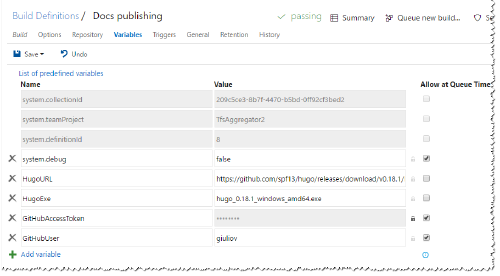 Build Definitions / Docs publishing
passing Summary Queue new build...
Build Options Repository Variables Triggers General Retention History
Save Undo
List of predefined variables
Name Value Allow at Queue Time
system.collectionId 209c5ce3-6b7f-4470-b5bd-0ff92cf3bed2
system.teamProject TfsAggregator2
system.definitionId 8
system.debug false
HugoURL https://github.com/spf13/hugo/releases/download/v0.18.1/
HugoExe hugo_0.18.1_windows_amd64.exe
GitHubAccessToken ********
GitHubUser giuliov
Add variable